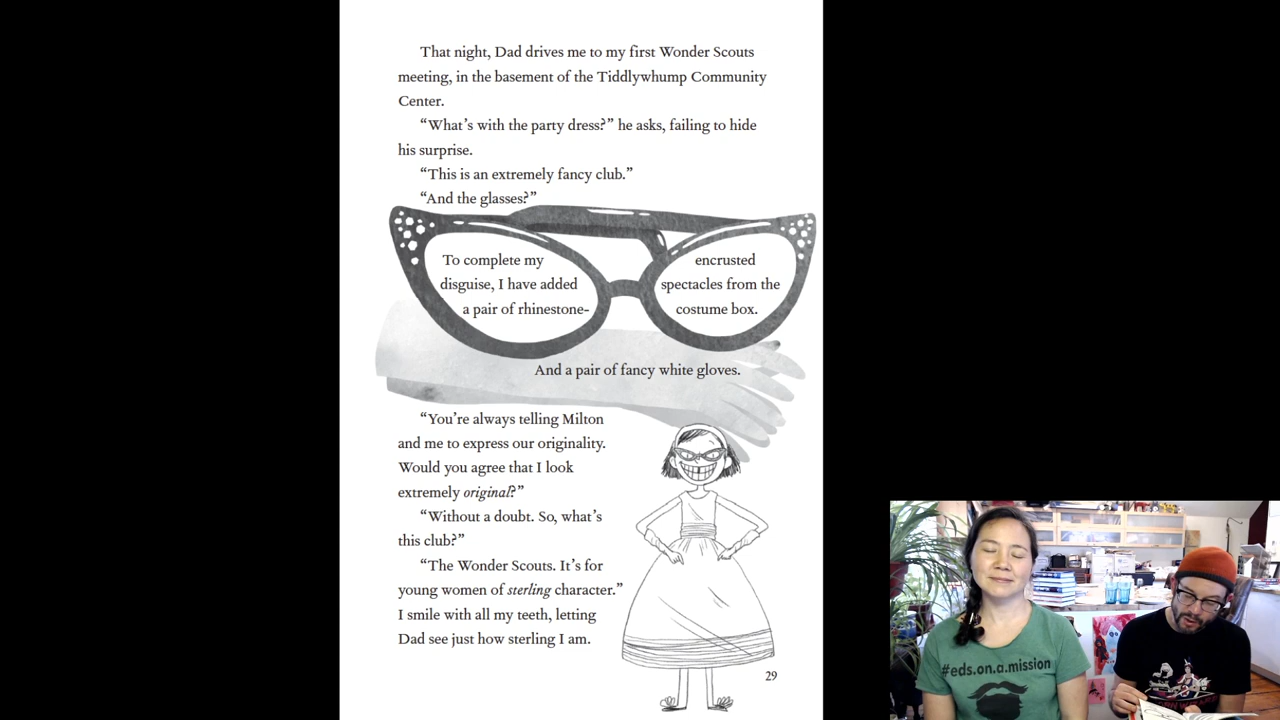 That night, Dad drives me to my first Wonder Scouts
meeting, in the basement of the Tiddlywhump Community
Center.
“What’s with the party dress?” he asks, failing to hide
his surprise.
“This is an extremely fancy club.”
“And the glasses?”
To complete my
disguise, I have added
a pair of rhinestone-
encrusted
spectacles from the
costume box.
And a pair of fancy white gloves.
“You’re always telling Milton
and me to express our originality.
Would you agree that I look
extremely original?”
“Without a doubt. So, what’s
this club?”
“The Wonder Scouts. It’s for
young women of sterling character.”
I smile with all my teeth, letting
Dad see just how sterling I am.
29
#eds.on.a.mission